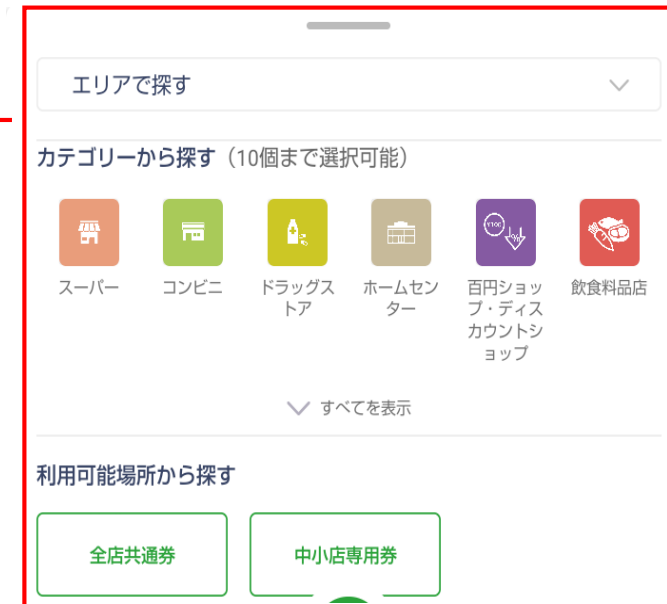 エリアで探す
カテゴリーから探す（10個まで選択可能）
スーパー
コンビニ
ドラッグス
トア
ホームセン
ター
百円ショッ
プ・ディス
カウントシ
ョップ
飲食料品店
すべてを表示
利用可能場所から探す
全店共通券
中小店専用券